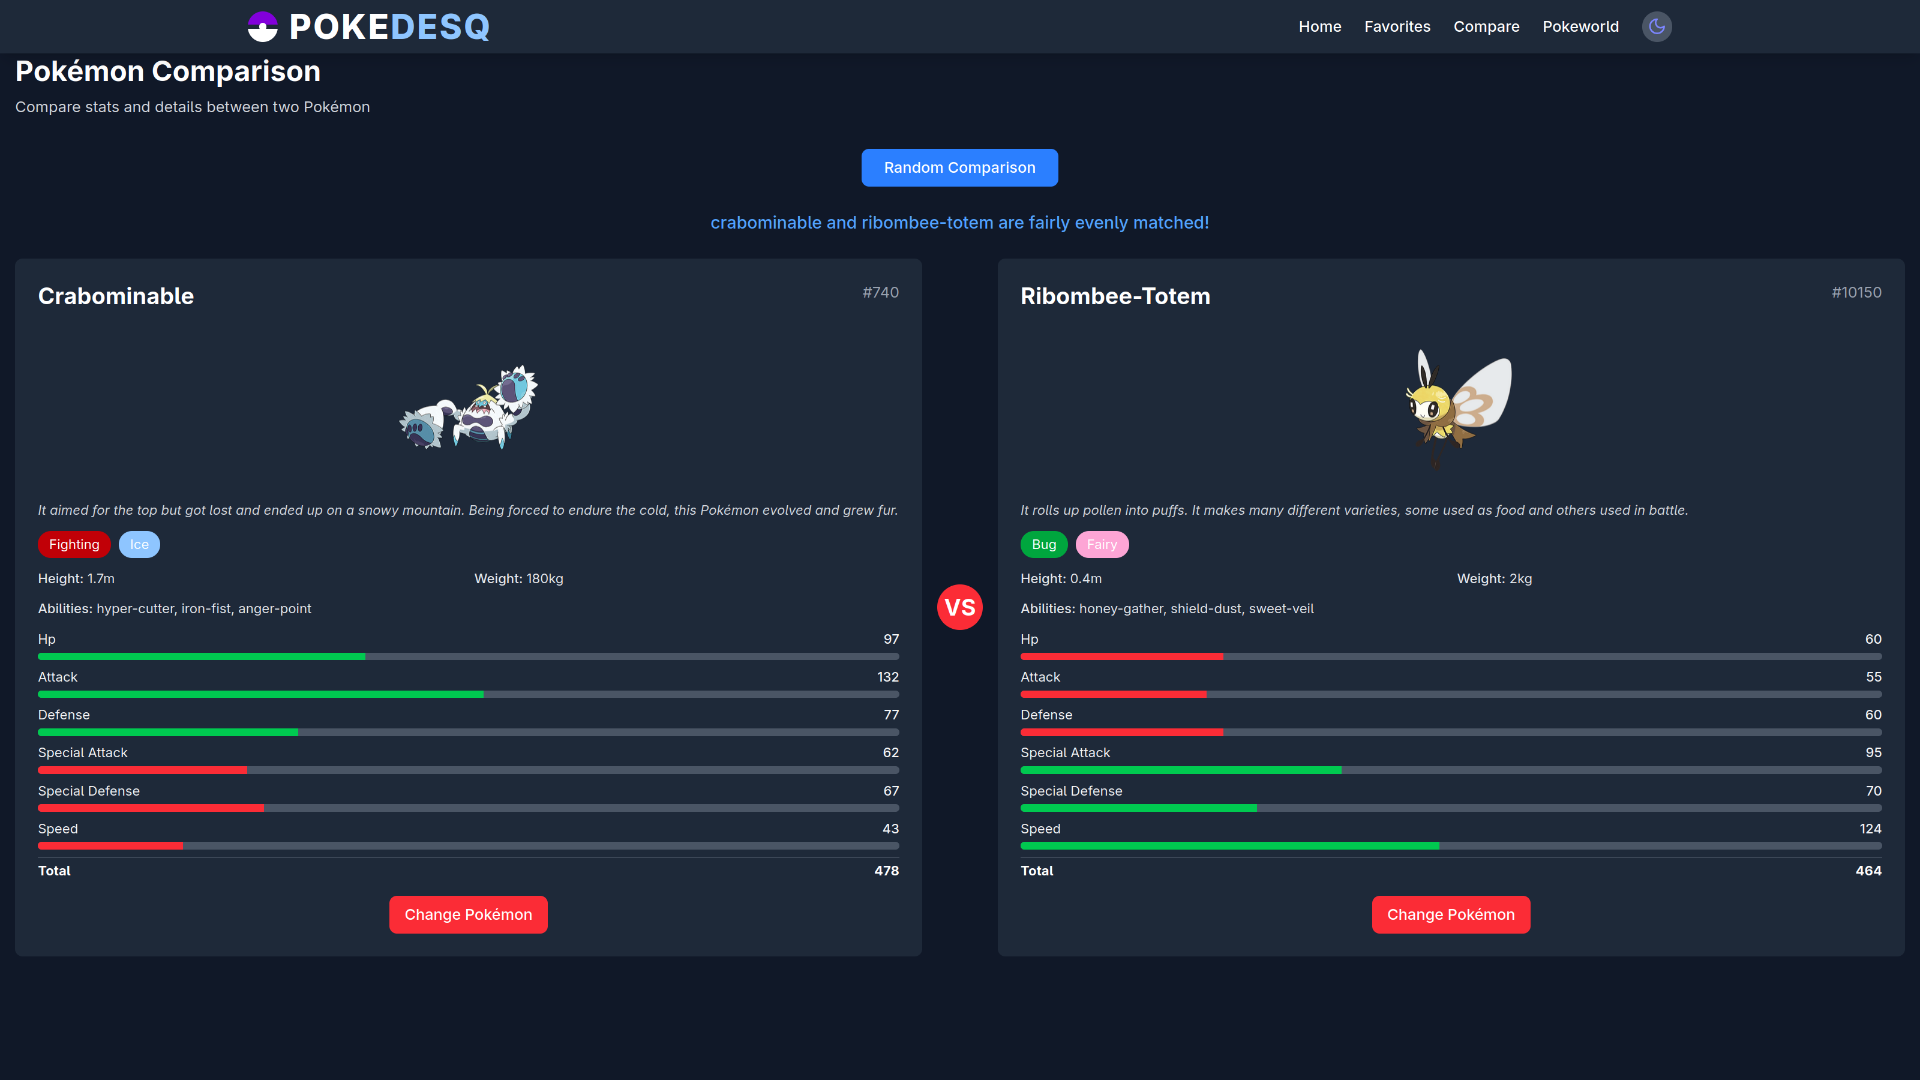 POKEDESQ
Home Favorites Compare Pokeworld
Pokémon Comparison
Compare stats and details between two Pokémon
Random Comparison
crabominable and ribombee-totem are fairly evenly matched!
Crabominable #740
It aimed for the top but got lost and ended up on a snowy mountain. Being forced to endure the cold, this Pokémon evolved and grew fur.
Fighting Ice
Height: 1.7m Weight: 180kg
Abilities: hyper-cutter, iron-fist, anger-point
Hp 97
Attack 132
Defense 77
Special Attack 62
Special Defense 67
Speed 43
Total 478
Change Pokémon
VS
Ribombee-Totem #10150
It rolls up pollen into puffs. It makes many different varieties, some used as food and others used in battle.
Bug Fairy
Height: 0.4m Weight: 2kg
Abilities: honey-gather, shield-dust, sweet-veil
Hp 60
Attack 55
Defense 60
Special Attack 95
Special Defense 70
Speed 124
Total 464
Change Pokémon